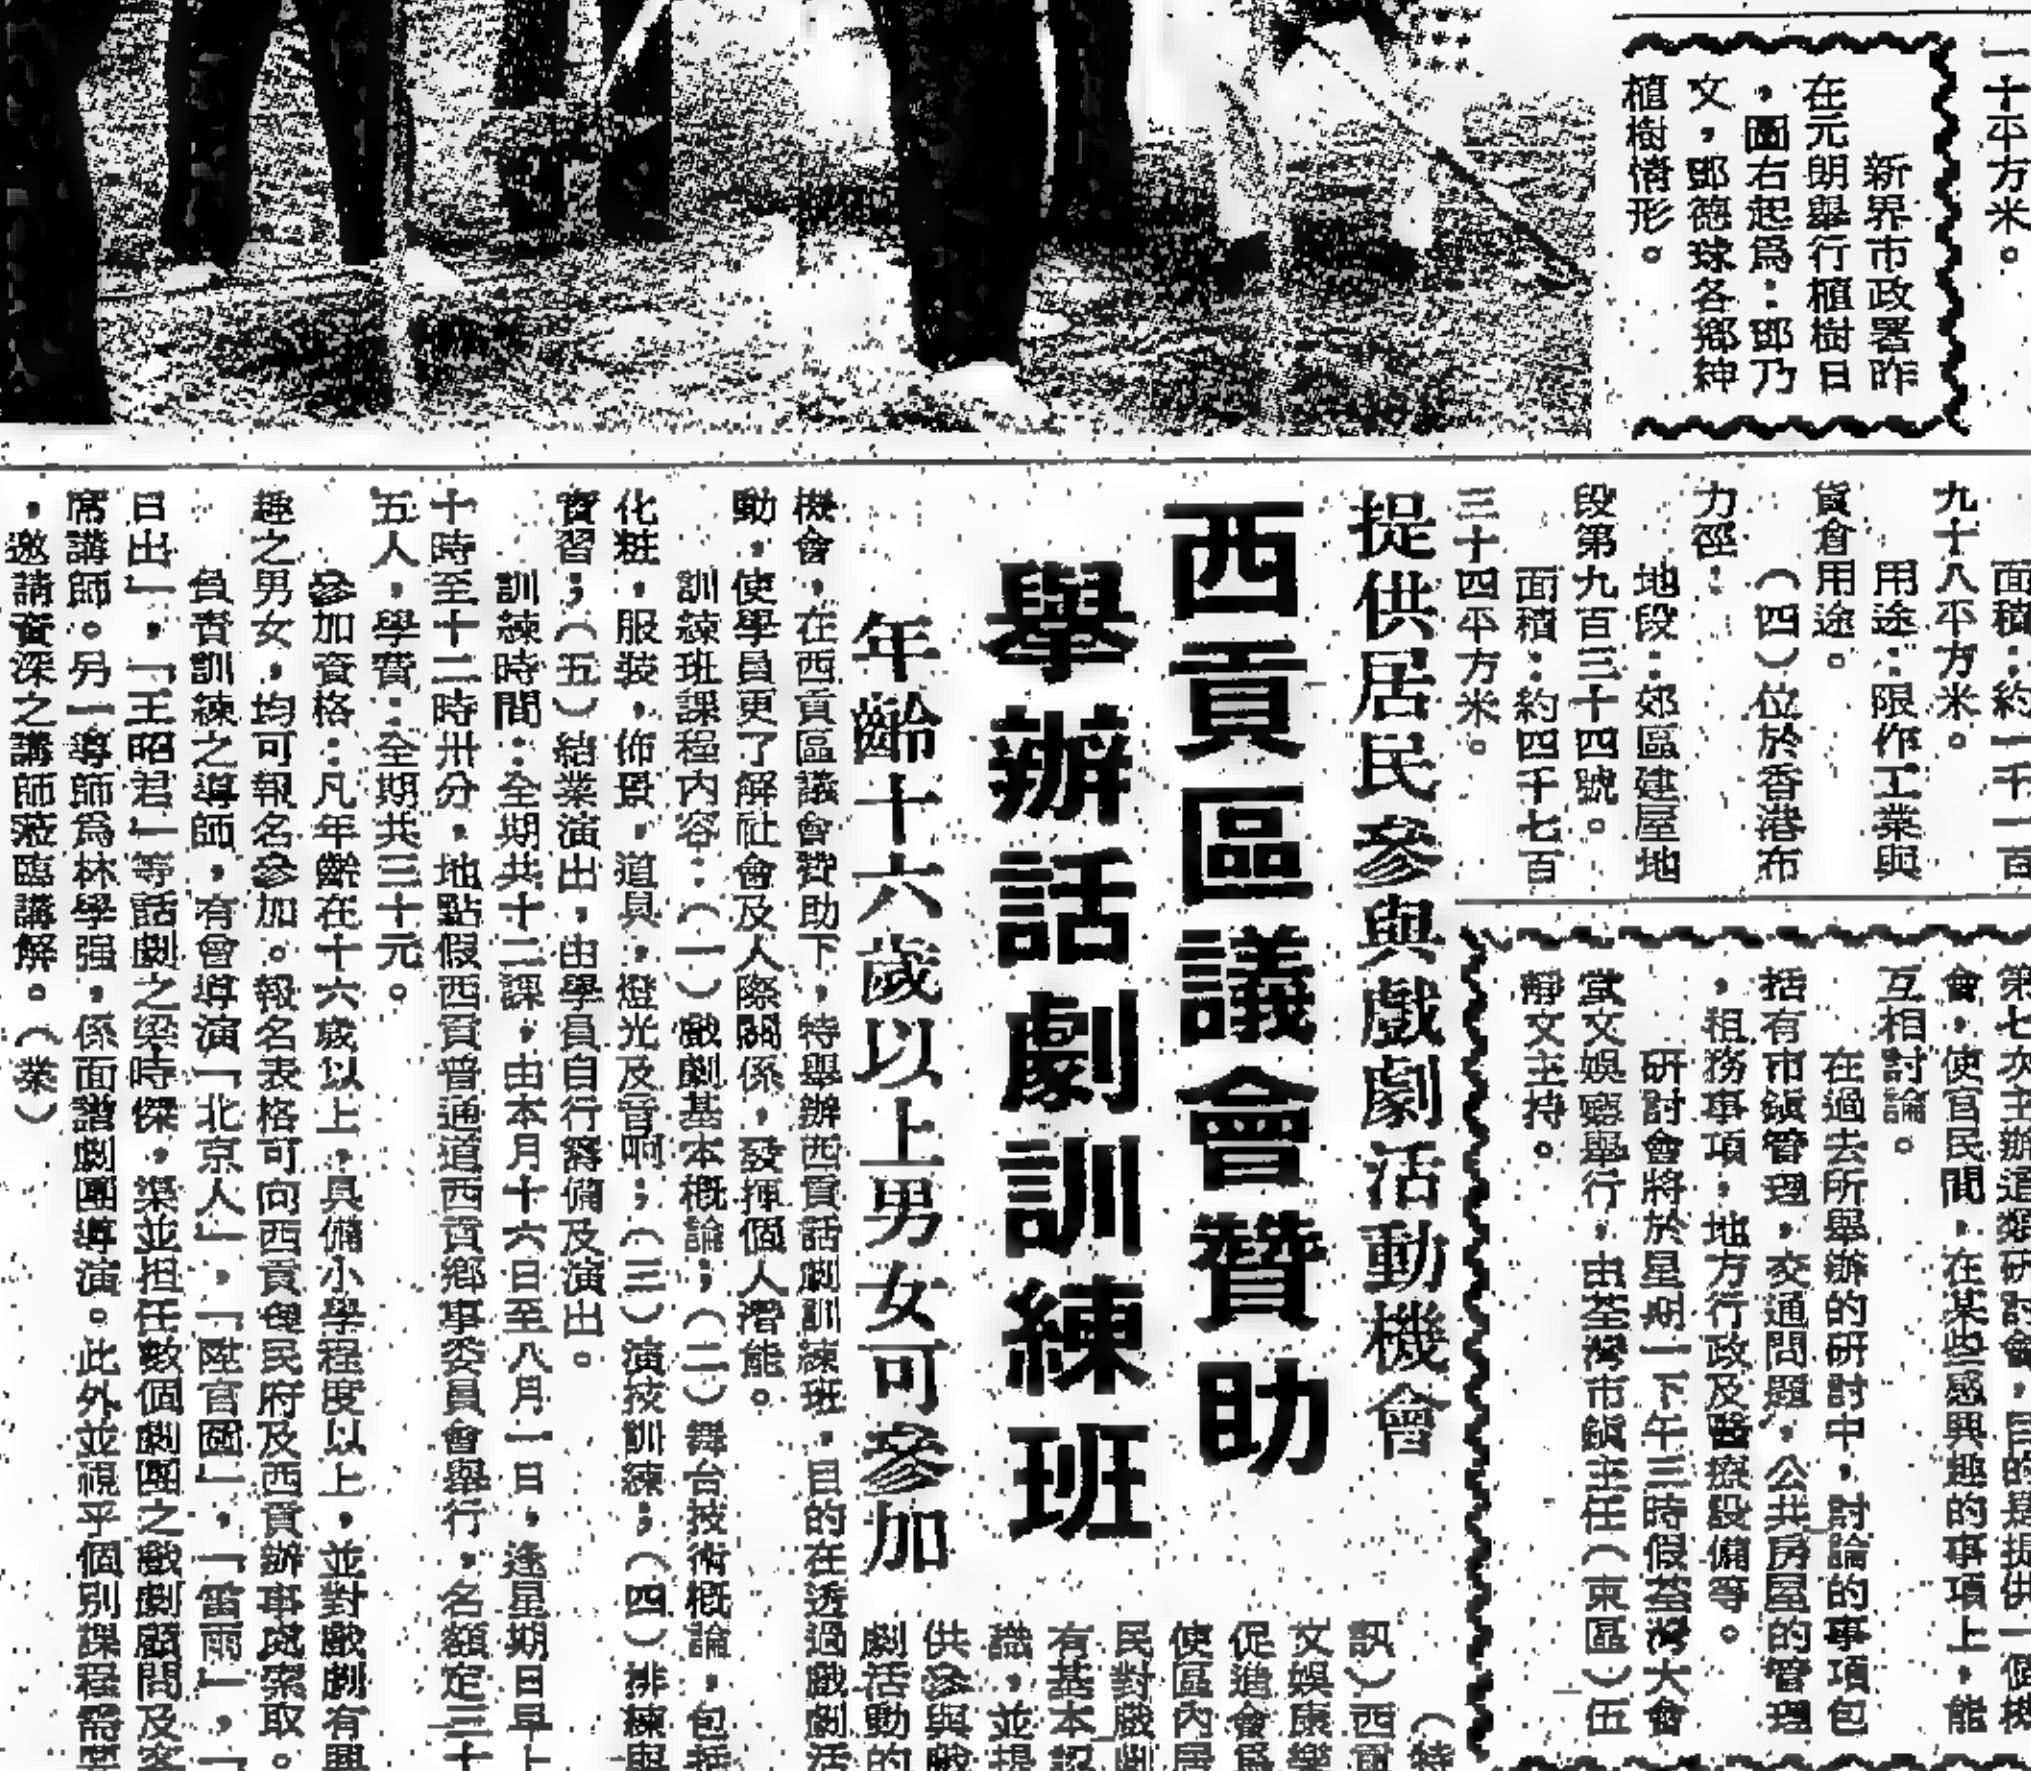 一十平方米。
新界市政署昨
在元朗舉行植樹日
，圖右起爲：鄧乃
文，鄧德球各鄉紳
植樹情形。
面積：約一千一百
九十八平方米。
用途：限作工業與
貨倉用途。
（四）位於香港布
力徑：
地段：郊區建屋地
段第九百三十四號。
面積：約四千七百
三十四平方米。
第七次主辦這類研討會，目的是提供一個機
會，使官民間，在某些感興趣的事項上，能
互相討論。
在過去所舉辦的研討中，討論的事項包
括有市鎮管理，交通問題，公共房屋的管理
，租務事項，地方行政及醫療設備等。
研討會將於星期一下午三時假荃灣大會
堂文娛廳舉行，由荃灣市鎮主任（東區）伍
靜文主持。
提供居民參與戲劇活動機會
西貢區議會贊助
舉辦話劇訓練班
年齡十六歲以上男女可參加
（特
訊）西貢
文娛康樂
促進會爲
使區內居
民對戲劇
有基本認
識，並提
供參與戲
劇活動的
機會，在西貢區議會贊助下，特舉辦西貢話劇訓練班，目的在透過戲劇活
動，使學員更了解社會及人際關係，發揮個人潛能。
訓練班課程內容：（一）戲劇基本概論；（二）舞台技術概論，包括
化粧，服裝，佈景，道具，燈光及音响；（三）演技訓練；（四）排練與
實習；（五）結業演出，由學員自行籌備及演出。
訓練時間：全期共十二課，由本月十六日至八月一日，逢星期日早上
十時至十二時卅分，地點假西貢普通道西貢鄉事委員會舉行，名額定三十
五人，學費：全期共三十元。
參加資格：凡年齡在十六歲以上，具備小學程度以上，並對戲劇有興
趣之男女，均可報名參加。報名表格可向西貢理民府及西貢辦事處索取。
負責訓練之導師，有曾導演「北京人」，「陞官圖」，「雷雨」，「
日出」，「王昭君」等話劇之梁時傑，渠並担任數個劇團之戲劇顧問及客
席講師。另一導師爲林學强，係面譜劇團導演。此外並視乎個別課程需要
，邀請資深之講師蒞臨講解。（業）